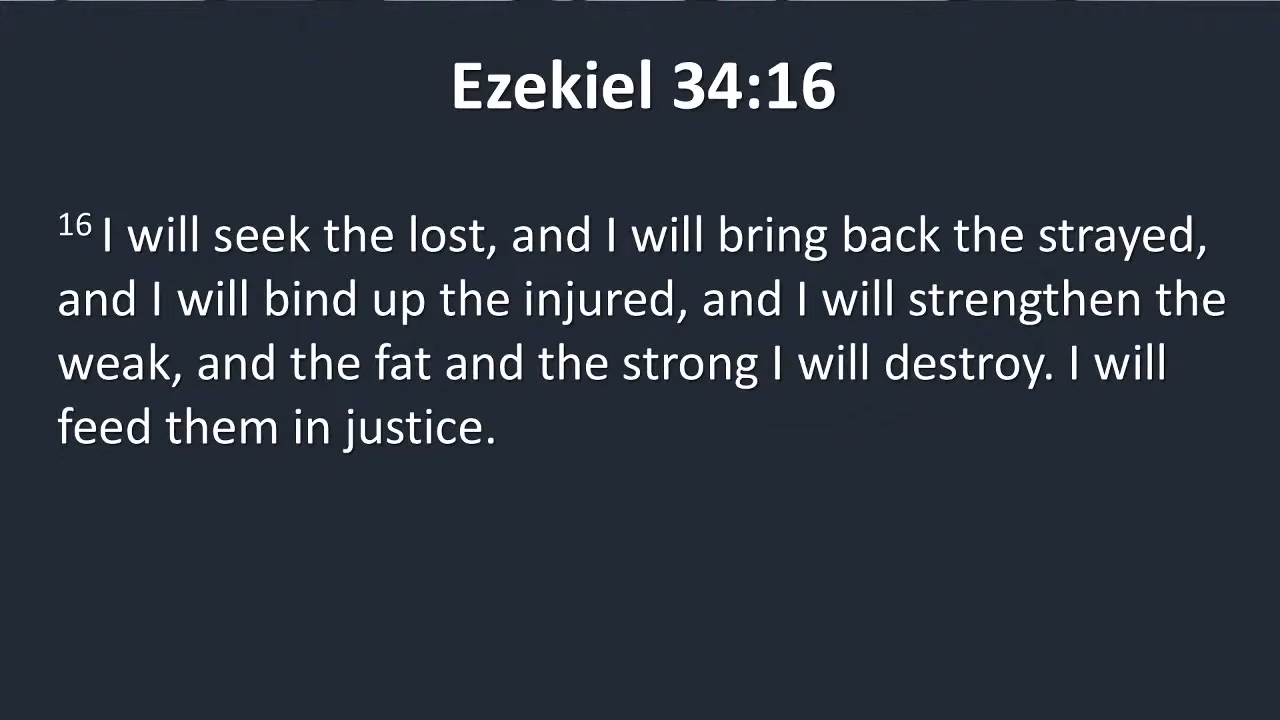 Ezekiel 34:16
16 I will seek the lost, and I will bring back the strayed,
and I will bind up the injured, and I will strengthen the
weak, and the fat and the strong I will destroy. I will
feed them in justice.